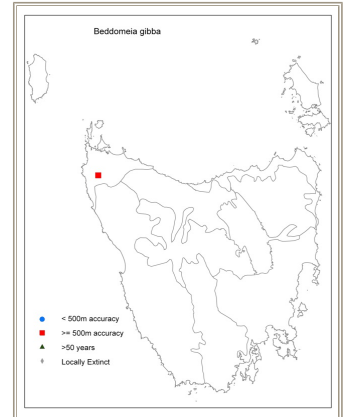 Beddomeia gibba
< 500m accuracy
>= 500m accuracy
>50 years
Locally Extinct